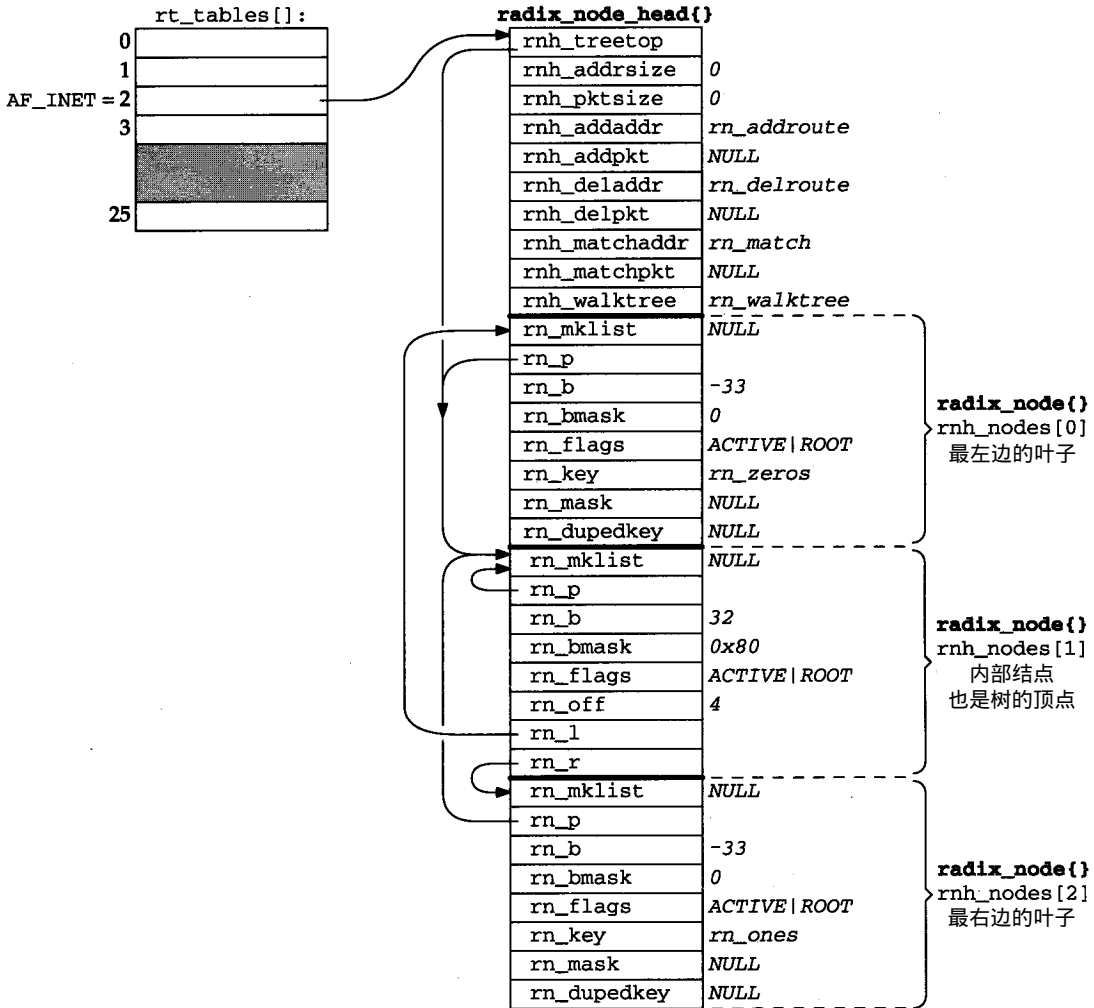 rt_tables[]:
0
1
AF_INET = 2
3
25
radix_node_head{}
rnh_treetop
rnh_addrsize 0
rnh_pktsize 0
rnh_addaddr rn_addroute
rnh_addpkt NULL
rnh_deladdr rn_delroute
rnh_delpkt NULL
rnh_matchaddr rn_match
rnh_matchpkt NULL
rnh_walktree rn_walktree
rn_mklist NULL
rn_p
rn_b -33
rn_bmask 0
rn_flags ACTIVE|ROOT
rn_key rn_zeros
rn_mask NULL
rn_dupedkey NULL
radix_node{}
rnh_nodes[0]
最左边的叶子
rn_mklist NULL
rn_p
rn_b 32
rn_bmask 0x80
rn_flags ACTIVE|ROOT
rn_off 4
rn_l
rn_r
radix_node{}
rnh_nodes[1]
内部结点
也是树的顶点
rn_mklist NULL
rn_p
rn_b -33
rn_bmask 0
rn_flags ACTIVE|ROOT
rn_key rn_ones
rn_mask NULL
rn_dupedkey NULL
radix_node{}
rnh_nodes[2]
最右边的叶子